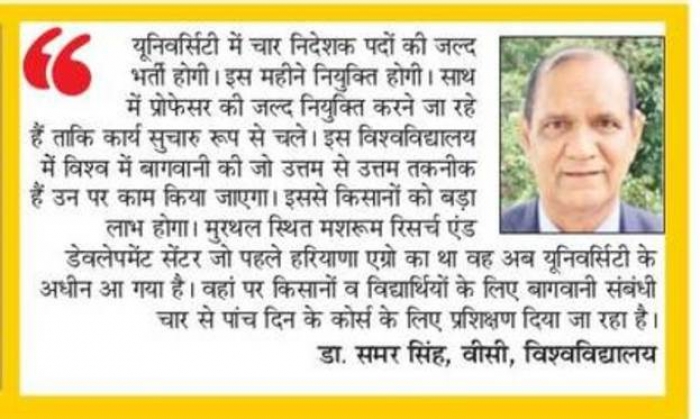 यूनिवर्सिटी में चार निदेशक पदों की जल्द
भर्ती होगी। इस महीने नियुक्ति होगी। साथ
में प्रोफेसर की जल्द नियुक्ति करने जा रहे
हैं ताकि कार्य सुचारु रूप से चले। इस विश्वविद्यालय
में विश्व में बागवानी की जो उत्तम से उत्तम तकनीक
हैं उन पर काम किया जाएगा। इससे किसानों को बड़ा
लाभ होगा। मुरथल स्थित मशरूम रिसर्च एंड
डेवलेपमेंट सेंटर जो पहले हरियाणा एग्रो का था वह अब यूनिवर्सिटी के
अधीन आ गया है। वहां पर किसानों व विद्यार्थियों के लिए बागवानी संबंधी
चार से पांच दिन के कोर्स के लिए प्रशिक्षण दिया जा रहा है।
डा. समर सिंह, वीसी, विश्वविद्यालय